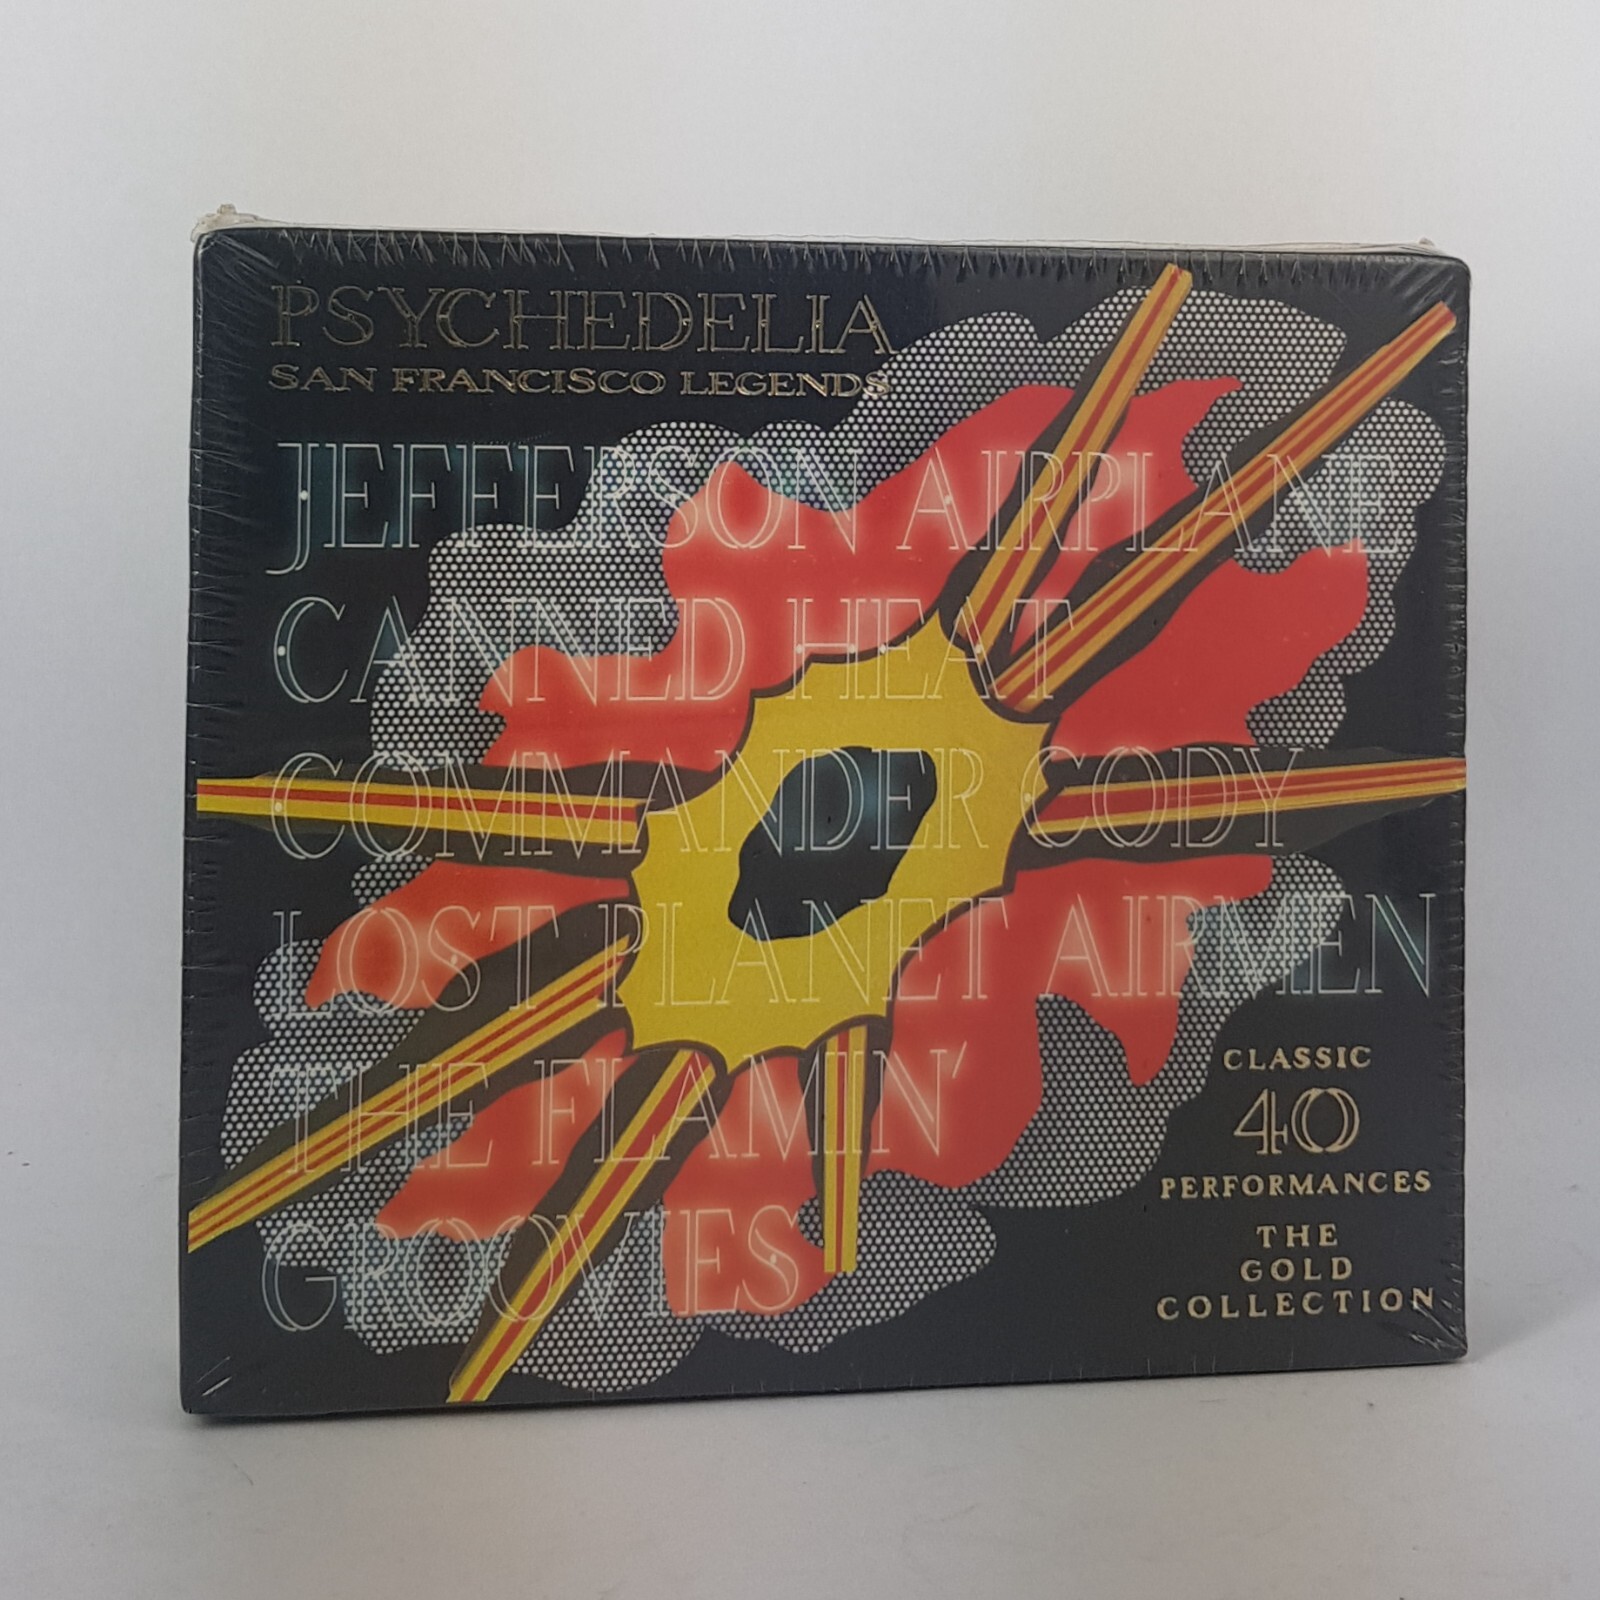 PSYCHEDELIA
SAN FRANCISCO LEGENDS
JEFFERSON AIRPLANE
CANNED HEAT
COMMANDER CODY
LOST PLANET AIRMEN
THE FLAMIN'
GROOVIES
CLASSIC
40
PERFORMANCES
THE
GOLD
COLLECTION